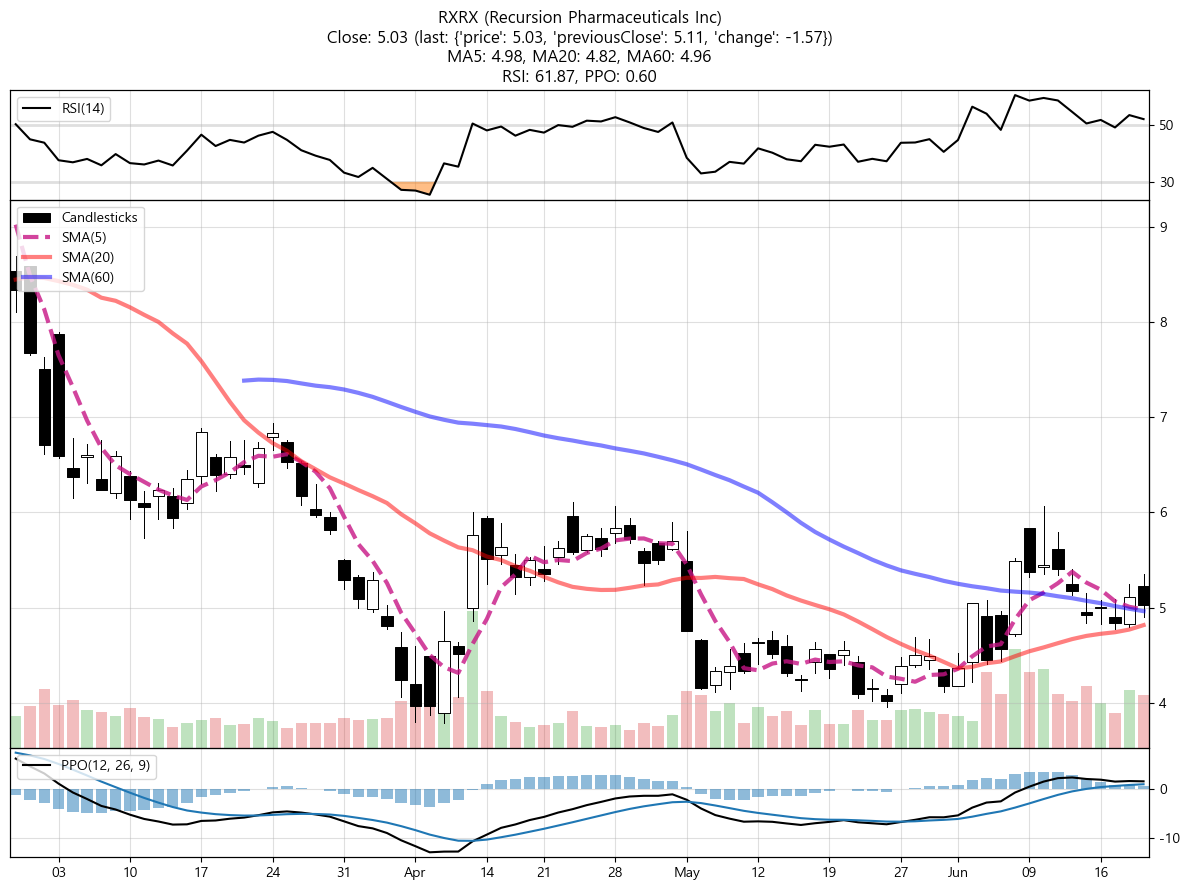 RXRX (Recursion Pharmaceuticals Inc)
Close: 5.03 (last: {'price': 5.03, 'previousClose': 5.11, 'change': -1.57})
MA5: 4.98, MA20: 4.82, MA60: 4.96
RSI: 61.87, PPO: 0.60
RSI(14)
50
30
Candlesticks
SMA(5)
SMA(20)
SMA(60)
9
8
7
6
5
4
PPO(12, 26, 9)
0
-10
03 10 17 24 31 Apr 14 21 28 May 12 19 27 Jun 09 16